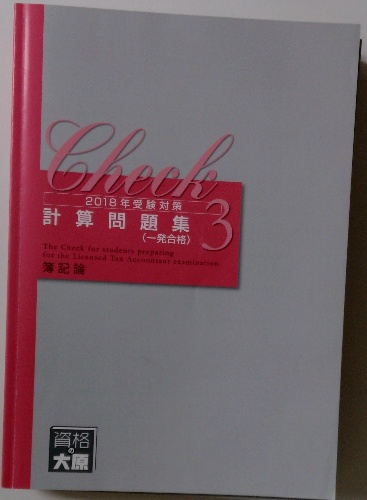 Check
2018年受験対策
計算問題集 3
(一発合格)
The Check for students preparing
for the Licensed Tax Accountant examination
簿記論
資格の
大原